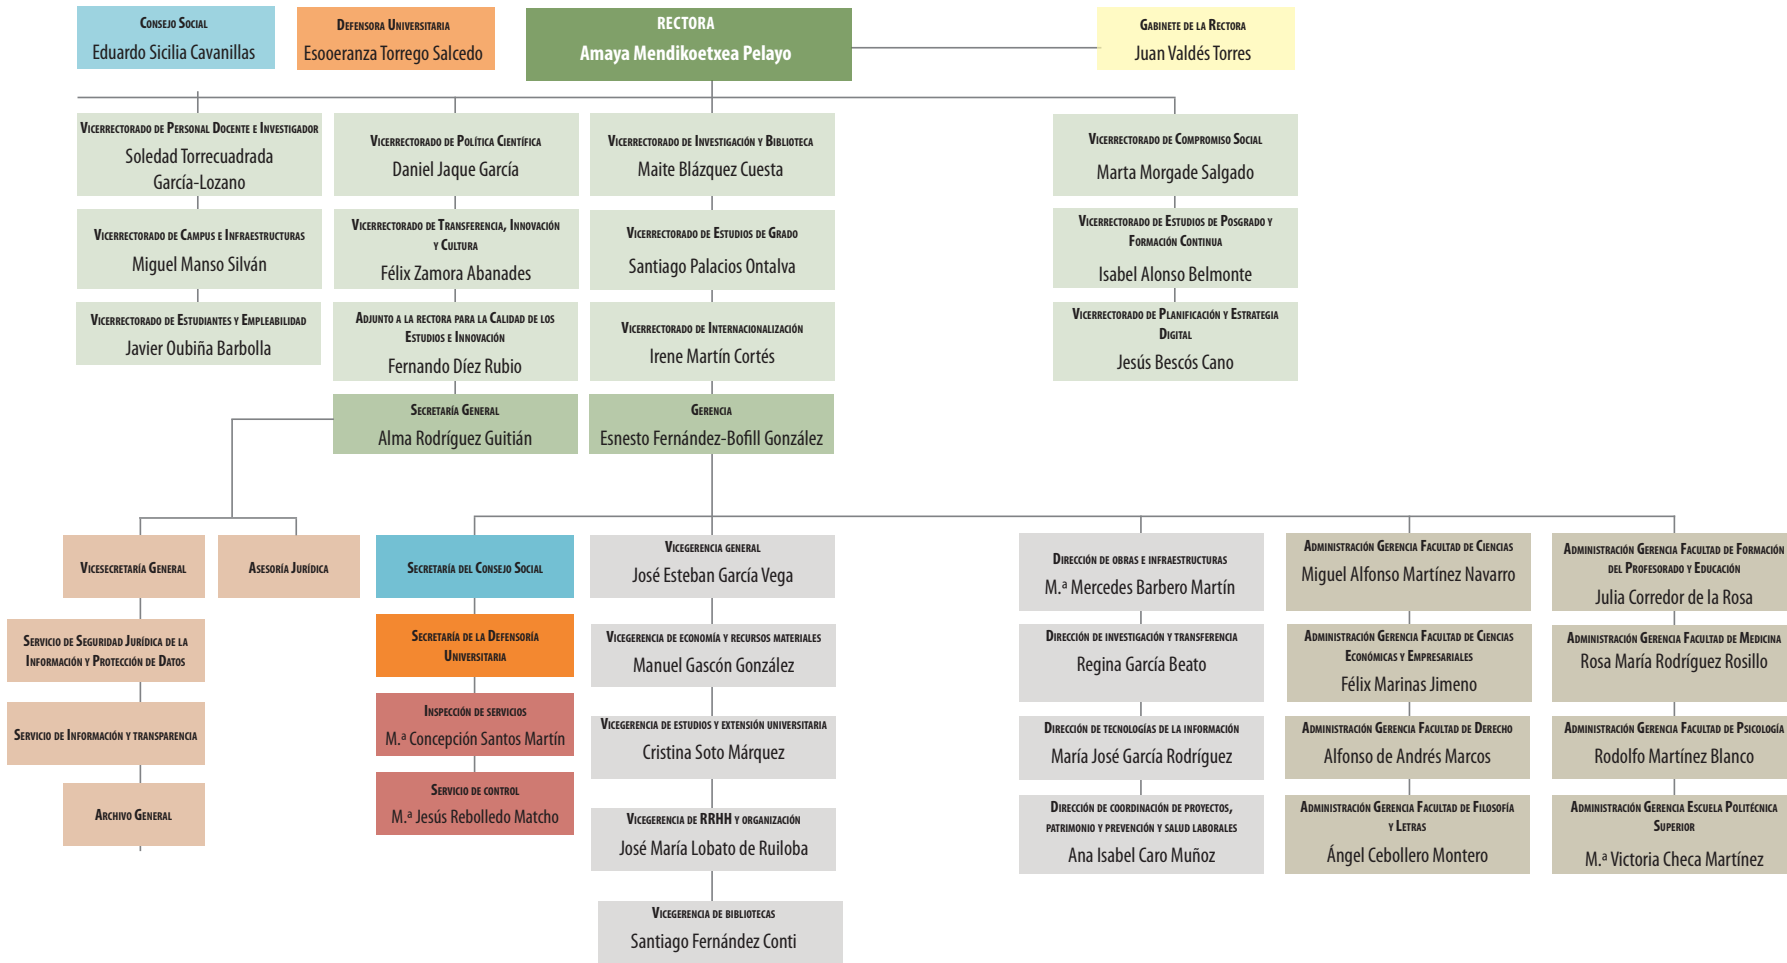 Consejo Social
Eduardo Sicilia Cavanillas
Defensora Universitaria
Esooeranza Torrego Salcedo
RECTORA
Amaya Mendikoetxea Pelayo
Gabinete de la Rectora
Juan Valdés Torres
Vicerrectorado de Personal Docente e Investigador
Soledad Torrecuadrada
García-Lozano
Vicerrectorado de Política Científica
Daniel Jaque García
Vicerrectorado de Investigación y Biblioteca
Maite Blázquez Cuesta
Vicerrectorado de Compromiso Social
Marta Morgade Salgado
Vicerrectorado de Campus e Infraestructuras
Miguel Manso Silván
Vicerrectorado de Transferencia, Innovación
y Cultura
Félix Zamora Abanades
Vicerrectorado de Estudios de Grado
Santiago Palacios Ontalva
Vicerrectorado de Estudios de Posgrado y
Formación Continua
Isabel Alonso Belmonte
Vicerrectorado de Estudiantes y Empleabilidad
Javier Oubiña Barbolla
Adjunto a la rectora para la Calidad de los
Estudios e Innovación
Fernando Díez Rubio
Vicerrectorado de Internacionalización
Irene Martín Cortés
Vicerrectorado de Planificación y Estrategia
Digital
Jesús Bescós Cano
Secretaría General
Alma Rodríguez Guitián
Gerencia
Esnesto Fernández-Bofill González
Vicesecretaría General
Asesoría Jurídica
Secretaría del Consejo Social
Vicegerencia general
José Esteban García Vega
Dirección de obras e infraestructuras
M.ª Mercedes Barbero Martín
Administración Gerencia Facultad de Ciencias
Miguel Alfonso Martínez Navarro
Administración Gerencia Facultad de Formación
del Profesorado y Educación
Julia Corredor de la Rosa
Servicio de Seguridad Jurídica de la
Información y Protección de Datos
Secretaría de la Defensoría
Universitaria
Vicegerencia de economía y recursos materiales
Manuel Gascón González
Dirección de investigación y transferencia
Regina García Beato
Administración Gerencia Facultad de Ciencias
Económicas y Empresariales
Félix Marinas Jimeno
Administración Gerencia Facultad de Medicina
Rosa María Rodríguez Rosillo
Servicio de Información y transparencia
Inspección de servicios
M.ª Concepción Santos Martín
Vicegerencia de estudios y extensión universitaria
Cristina Soto Márquez
Dirección de tecnologías de la información
María José García Rodríguez
Administración Gerencia Facultad de Derecho
Alfonso de Andrés Marcos
Administración Gerencia Facultad de Psicología
Rodolfo Martínez Blanco
Archivo General
Servicio de control
M.ª Jesús Rebolledo Matcho
Vicegerencia de RRHH y organización
José María Lobato de Ruiloba
Dirección de coordinación de proyectos,
patrimonio y prevención y salud laborales
Ana Isabel Caro Muñoz
Administración Gerencia Facultad de Filosofía
y Letras
Ángel Cebollero Montero
Administración Gerencia Escuela Politécnica
Superior
M.ª Victoria Checa Martínez
Vicegerencia de bibliotecas
Santiago Fernández Conti